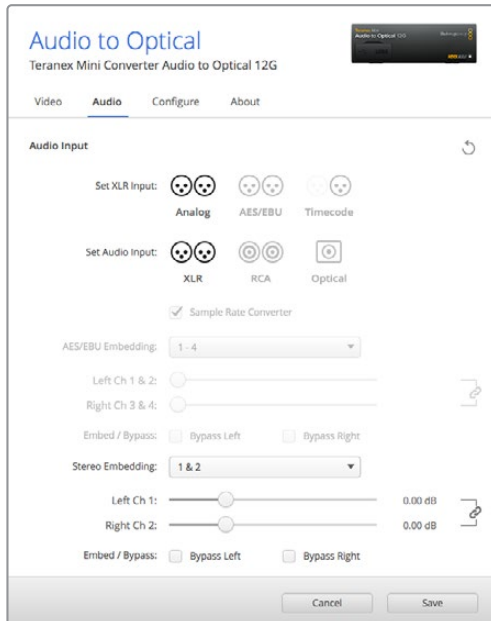 Audio to Optical
Teranex Mini Converter Audio to Optical 12G
Video Audio Configure About
Audio Input
Set XLR Input:
Analog AES/EBU Timecode
Set Audio Input:
XLR RCA Optical
Sample Rate Converter
AES/EBU Embedding: 1 - 4
Left Ch 1 & 2:
Right Ch 3 & 4:
Embed / Bypass: Bypass Left Bypass Right
Stereo Embedding: 1 & 2
Left Ch 1: 0.00 dB
Right Ch 2: 0.00 dB
Embed / Bypass: Bypass Left Bypass Right
Cancel Save